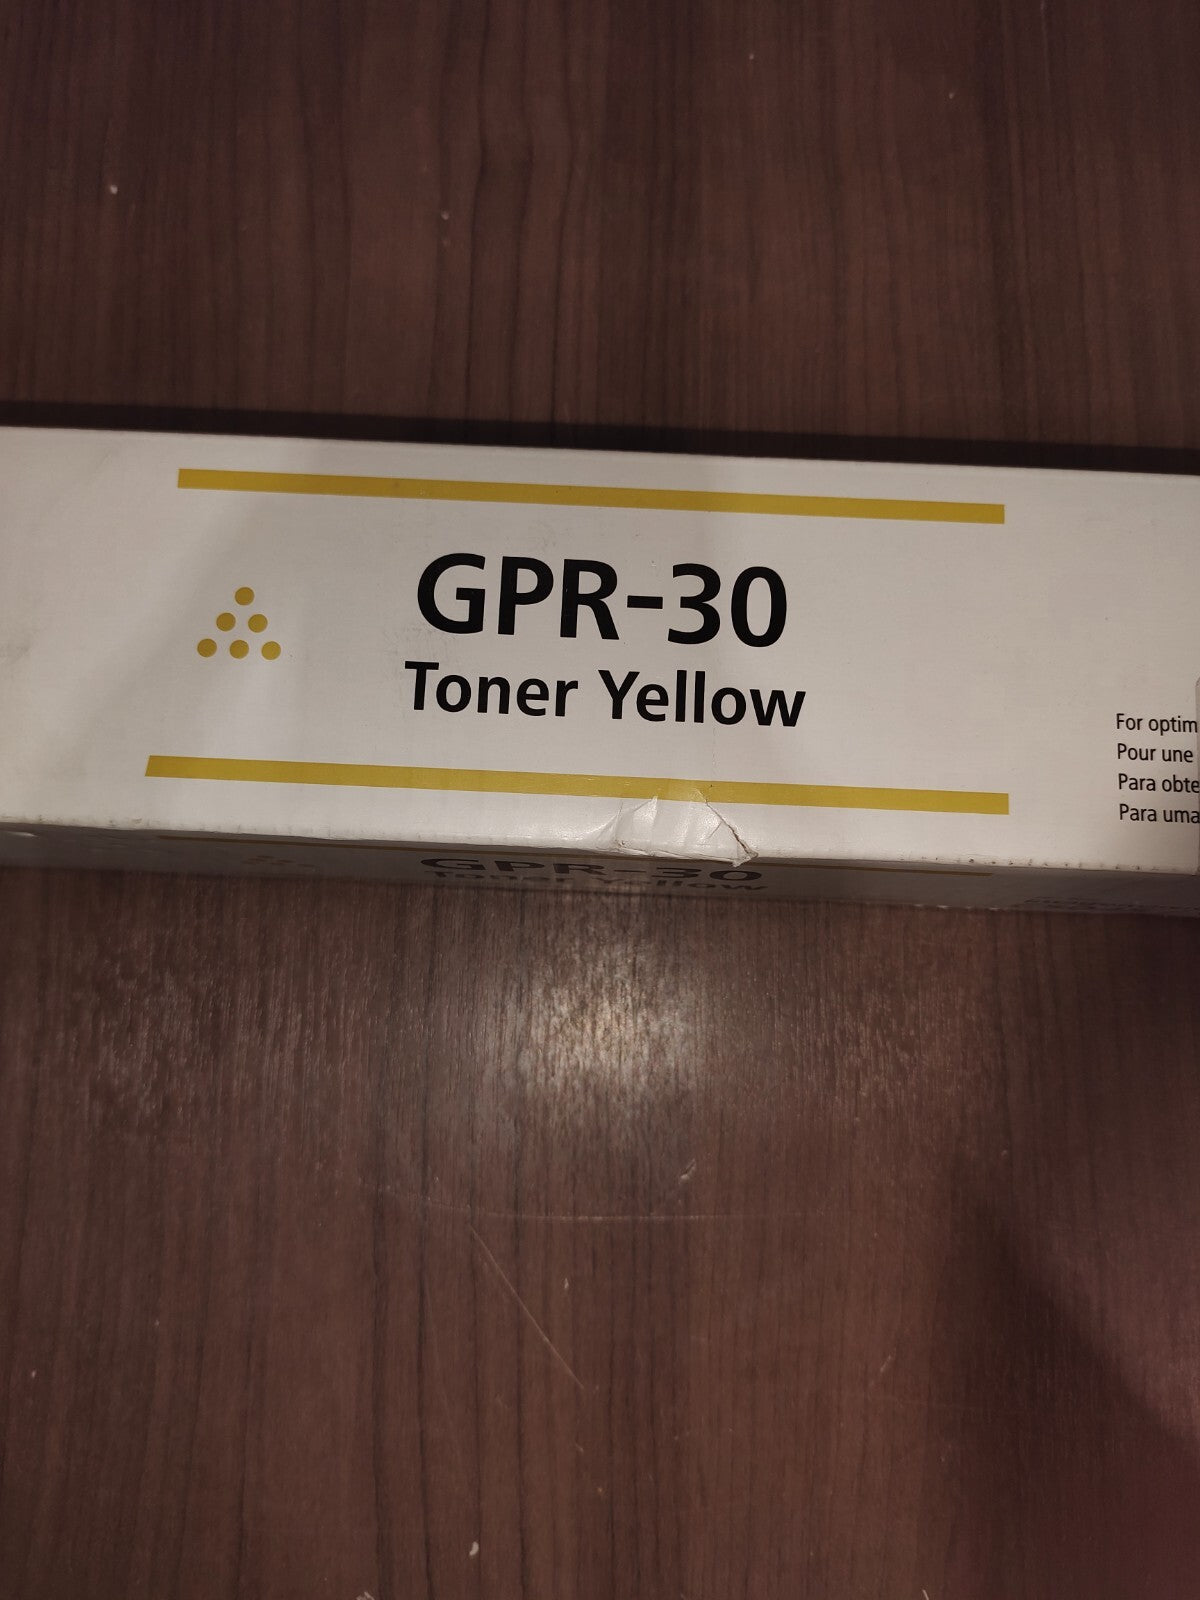 GPR-30
Toner Yellow
For optim
Pour une
Para obte
Para uma
GPR-30
Toner Yellow